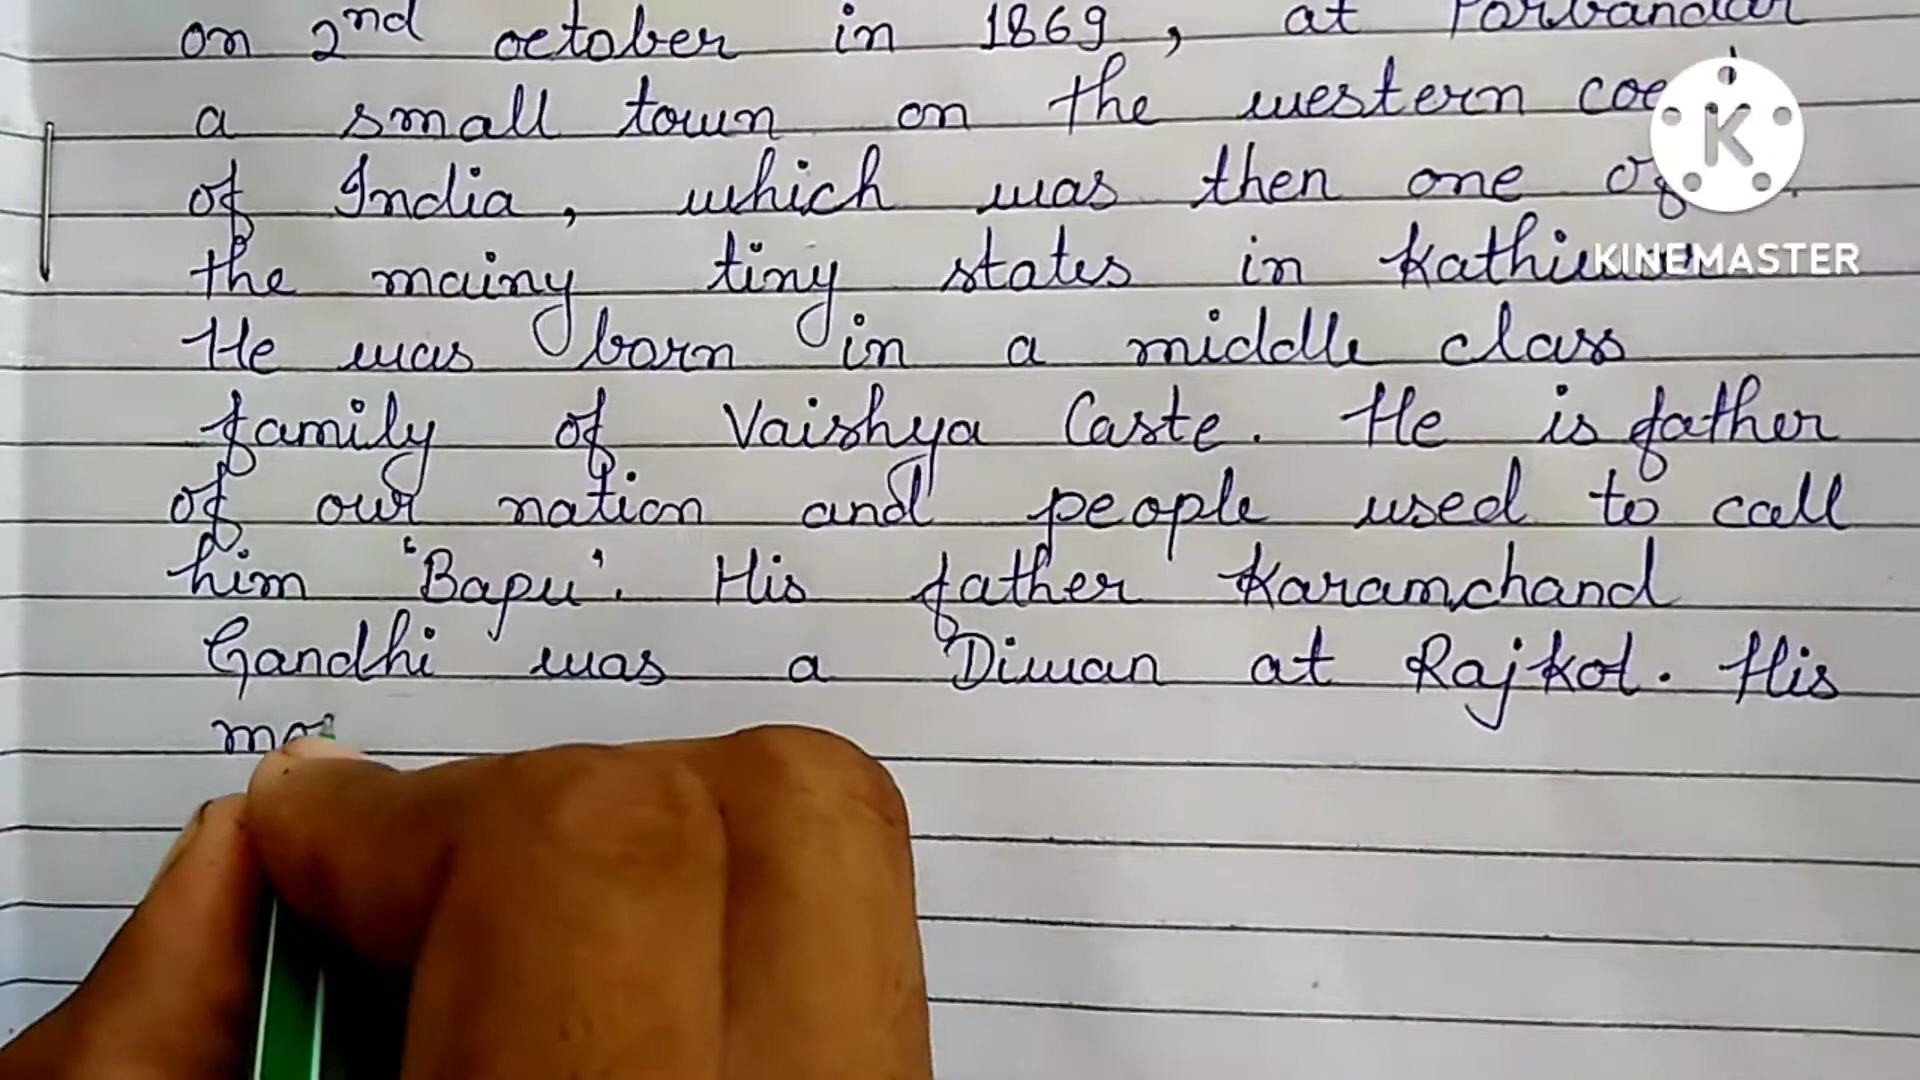 on 2nd october in 1869, at Porbandar
a small town on the western
of India, which was then one of
the mainy tiny states in
He was born in a middle class
family of Vaishya Caste. He is father
of our nation and people used to call
him 'Bapu'. His father Karamchand
Gandhi was a Diwan at Rajkot. His
K
KINEMASTER